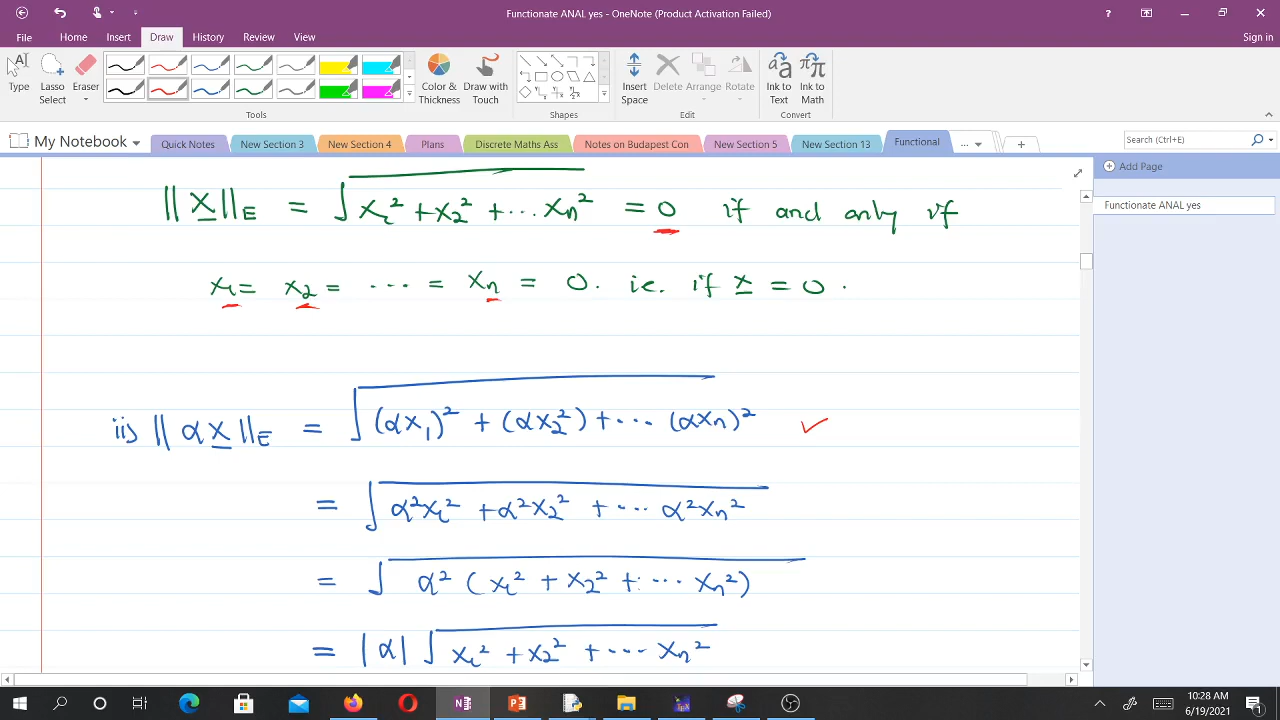 Functionate ANAL yes - OneNote (Product Activation Failed)
Sign in
File Home Insert Draw History Review View
Type Lasso Select Eraser Color & Thickness Draw with Touch Insert Space Delete Arrange Rotate Ink to Text Ink to Math
Tools Shapes Edit Convert
My Notebook Quick Notes New Section 3 New Section 4 Plans Discrete Maths Ass Notes on Budapest Con New Section 5 New Section 13 Functional ... Search (Ctrl+E)
Add Page
Functionate ANAL yes
||x||E = √x₁² + x₂² + ... xn² = 0 if and only if
x₁ = x₂ = ... = xn = 0. i.e. if x = 0.
ii) ||αx||E = √(αx₁)² + (αx₂²) + ... (αxn)² ✓
= √α²x₁² + α²x₂² + ... α²xn²
= √α² (x₁² + x₂² + ... xn²)
= |α| √x₁² + x₂² + ... xn²
10:28 AM
6/19/2021